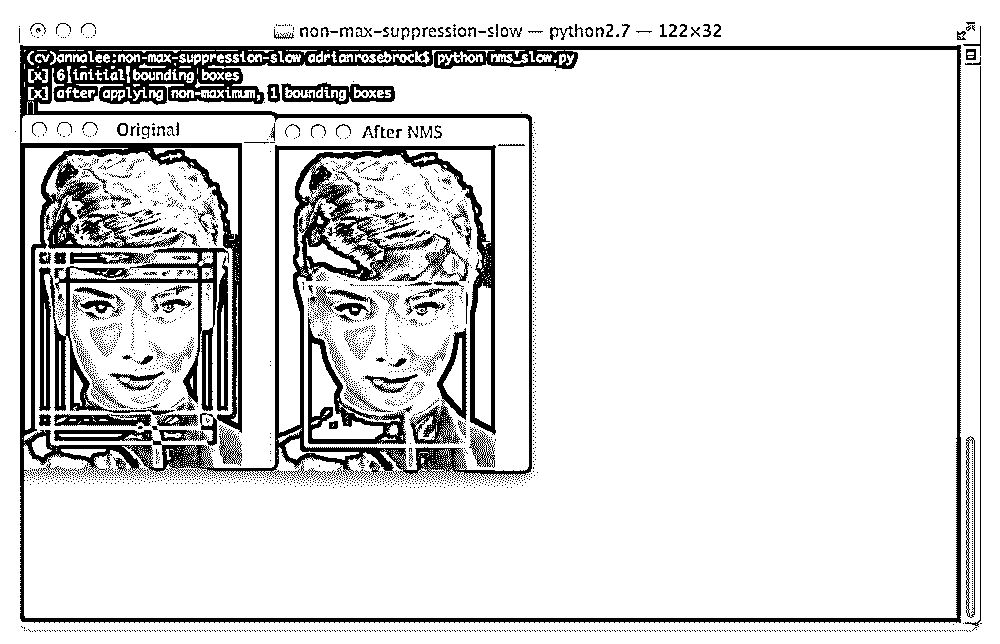 non-max-suppression-slow — python2.7 — 122×32
(cv)annalee:non-max-suppression-slow adrianrosebrock$ python nms_slow.py
[x] 6 initial bounding boxes
[x] after applying non-maximum, 1 bounding boxes
Original
After NMS